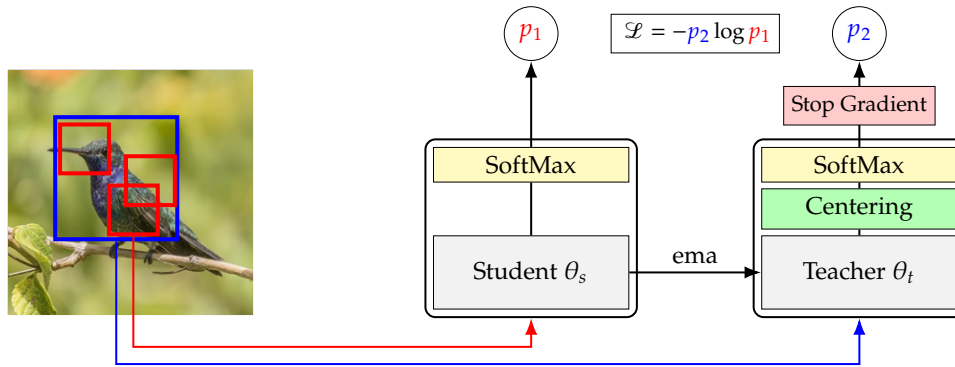 p₁
ℒ = −p₂ log p₁
p₂
Stop Gradient
SoftMax
SoftMax
Centering
Student θₛ
ema
Teacher θₜ